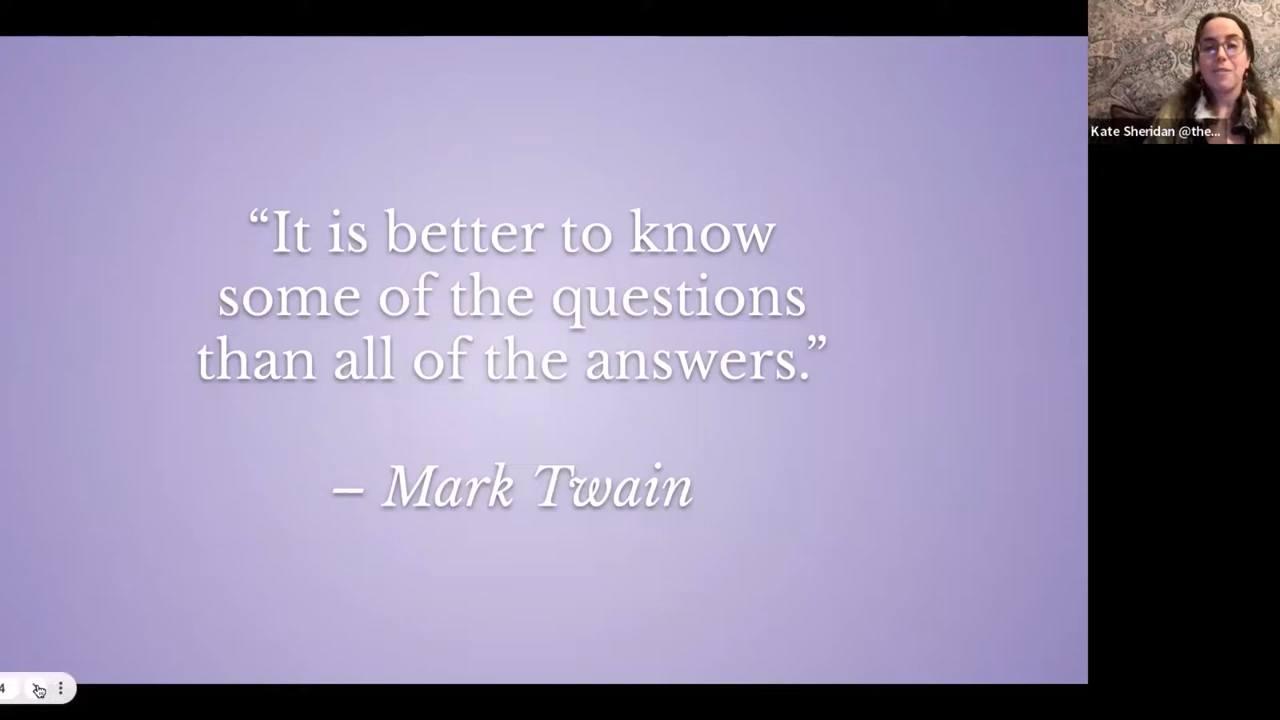 “It is better to know
some of the questions
than all of the answers.”
– Mark Twain
Kate Sheridan @the...
4